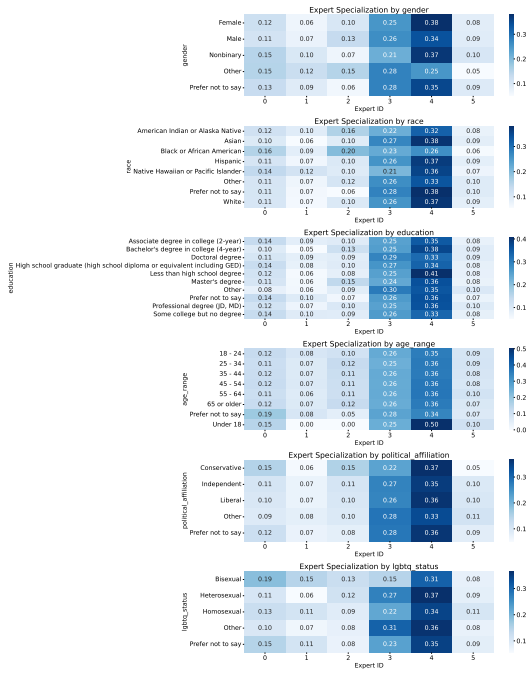 Expert Specialization by gender
Female 0.12 0.06 0.10 0.25 0.38 0.08
Male 0.11 0.07 0.13 0.26 0.34 0.09
Nonbinary 0.15 0.10 0.07 0.21 0.37 0.10
Other 0.15 0.12 0.15 0.28 0.25 0.05
Prefer not to say 0.13 0.09 0.06 0.28 0.35 0.09
0 1 2 3 4 5
Expert ID
gender
0.3
0.2
0.1
Expert Specialization by race
American Indian or Alaska Native 0.12 0.10 0.16 0.22 0.32 0.08
Asian 0.10 0.06 0.10 0.27 0.38 0.09
Black or African American 0.16 0.09 0.20 0.23 0.26 0.06
Hispanic 0.11 0.07 0.10 0.26 0.37 0.09
Native Hawaiian or Pacific Islander 0.14 0.12 0.10 0.21 0.36 0.07
Other 0.11 0.07 0.12 0.26 0.33 0.10
Prefer not to say 0.11 0.07 0.06 0.28 0.38 0.10
White 0.11 0.07 0.10 0.26 0.37 0.09
0 1 2 3 4 5
Expert ID
race
0.3
0.2
0.1
Expert Specialization by education
Associate degree in college (2-year) 0.14 0.09 0.10 0.25 0.35 0.08
Bachelor's degree in college (4-year) 0.10 0.05 0.13 0.25 0.38 0.09
Doctoral degree 0.11 0.09 0.09 0.29 0.33 0.09
High school graduate (high school diploma or equivalent including GED) 0.14 0.08 0.10 0.27 0.34 0.08
Less than high school degree 0.12 0.06 0.08 0.25 0.41 0.08
Master's degree 0.11 0.06 0.15 0.24 0.36 0.08
Other 0.08 0.06 0.09 0.30 0.35 0.10
Prefer not to say 0.14 0.10 0.07 0.26 0.36 0.07
Professional degree (JD, MD) 0.12 0.07 0.10 0.25 0.36 0.10
Some college but no degree 0.14 0.10 0.09 0.26 0.33 0.08
0 1 2 3 4 5
Expert ID
education
0.4
0.3
0.2
0.1
Expert Specialization by age_range
18 - 24 0.12 0.08 0.10 0.26 0.35 0.09
25 - 34 0.11 0.07 0.12 0.25 0.36 0.09
35 - 44 0.12 0.07 0.11 0.26 0.36 0.08
45 - 54 0.12 0.07 0.11 0.26 0.36 0.08
55 - 64 0.11 0.06 0.11 0.26 0.36 0.10
65 or older 0.12 0.07 0.12 0.26 0.36 0.07
Prefer not to say 0.19 0.08 0.05 0.28 0.34 0.07
Under 18 0.15 0.00 0.00 0.25 0.50 0.10
0 1 2 3 4 5
Expert ID
age_range
0.5
0.4
0.3
0.2
0.1
0.0
Expert Specialization by political_affiliation
Conservative 0.15 0.06 0.15 0.22 0.37 0.05
Independent 0.11 0.07 0.11 0.27 0.35 0.10
Liberal 0.10 0.07 0.10 0.26 0.36 0.10
Other 0.09 0.08 0.10 0.28 0.33 0.11
Prefer not to say 0.12 0.07 0.08 0.28 0.36 0.09
0 1 2 3 4 5
Expert ID
political_affiliation
0.3
0.2
0.1
Expert Specialization by lgbtq_status
Bisexual 0.19 0.15 0.13 0.15 0.31 0.08
Heterosexual 0.11 0.06 0.12 0.27 0.37 0.09
Homosexual 0.13 0.11 0.09 0.22 0.34 0.11
Other 0.10 0.07 0.08 0.31 0.36 0.08
Prefer not to say 0.15 0.11 0.08 0.23 0.35 0.09
0 1 2 3 4 5
Expert ID
lgbtq_status
0.3
0.2
0.1